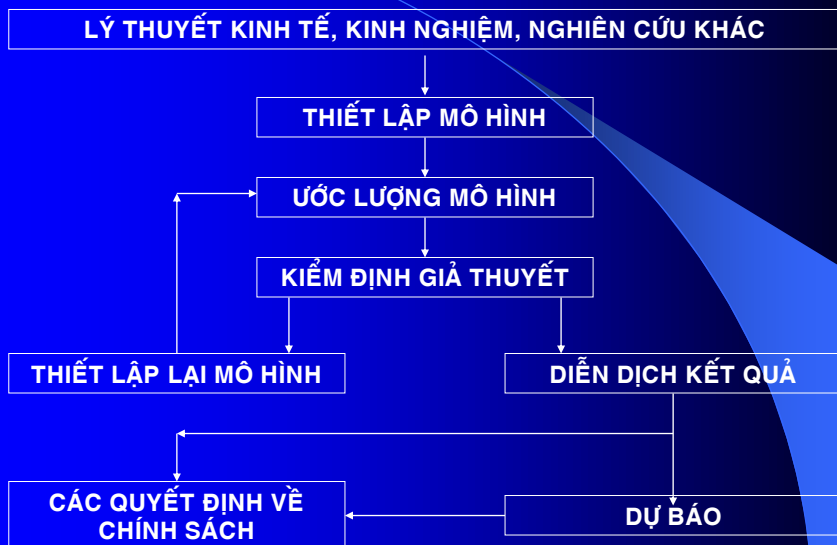 LÝ THUYẾT KINH TẾ, KINH NGHIỆM, NGHIÊN CỨU KHÁC
THIẾT LẬP MÔ HÌNH
ƯỚC LƯỢNG MÔ HÌNH
KIỂM ĐỊNH GIẢ THUYẾT
THIẾT LẬP LẠI MÔ HÌNH
DIỄN DỊCH KẾT QUẢ
CÁC QUYẾT ĐỊNH VỀ
CHÍNH SÁCH
DỰ BÁO